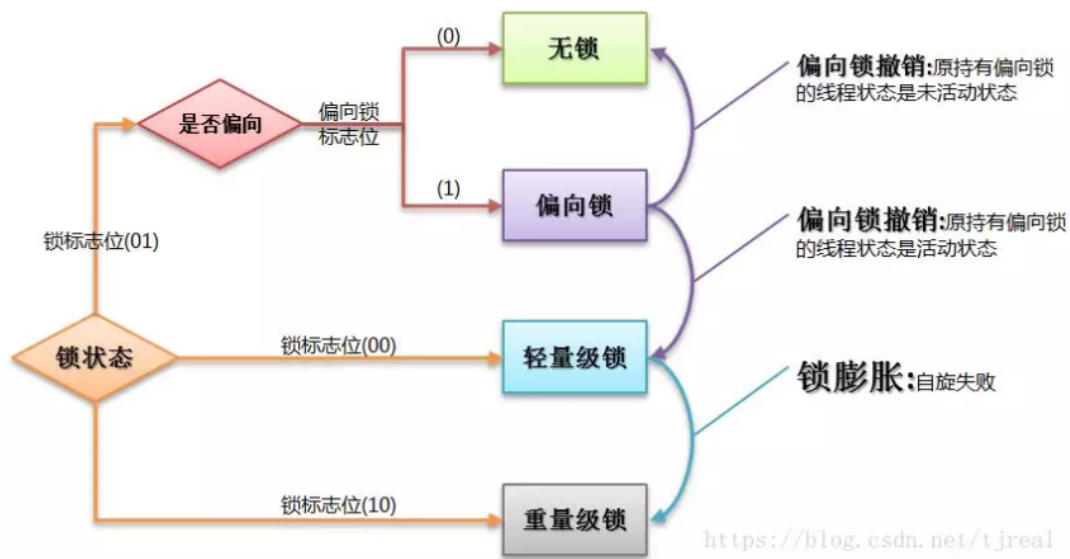 (0)
无锁
偏向锁撤销:原持有偏向锁
的线程状态是未活动状态
是否偏向
偏向锁
标志位
(1)
偏向锁
偏向锁撤销:原持有偏向锁
的线程状态是活动状态
锁标志位(01)
锁状态
锁标志位(00)
轻量级锁
锁膨胀:自旋失败
锁标志位(10)
重量级锁
https://blog.csdn.net/tjreal